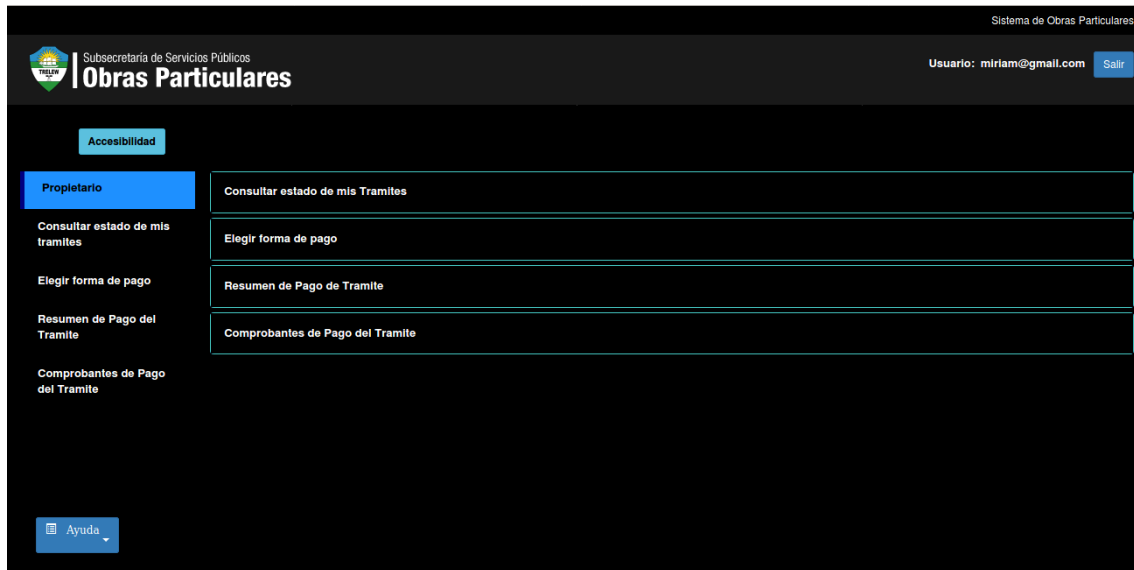 Sistema de Obras Particulares
TRELEW
Subsecretaría de Servicios Públicos
Obras Particulares
Usuario: miriam@gmail.com
Salir
Accesibilidad
Propietario
Consultar estado de mis
tramites
Elegir forma de pago
Resumen de Pago del
Tramite
Comprobantes de Pago
del Tramite
Consultar estado de mis Tramites
Elegir forma de pago
Resumen de Pago de Tramite
Comprobantes de Pago del Tramite
Ayuda